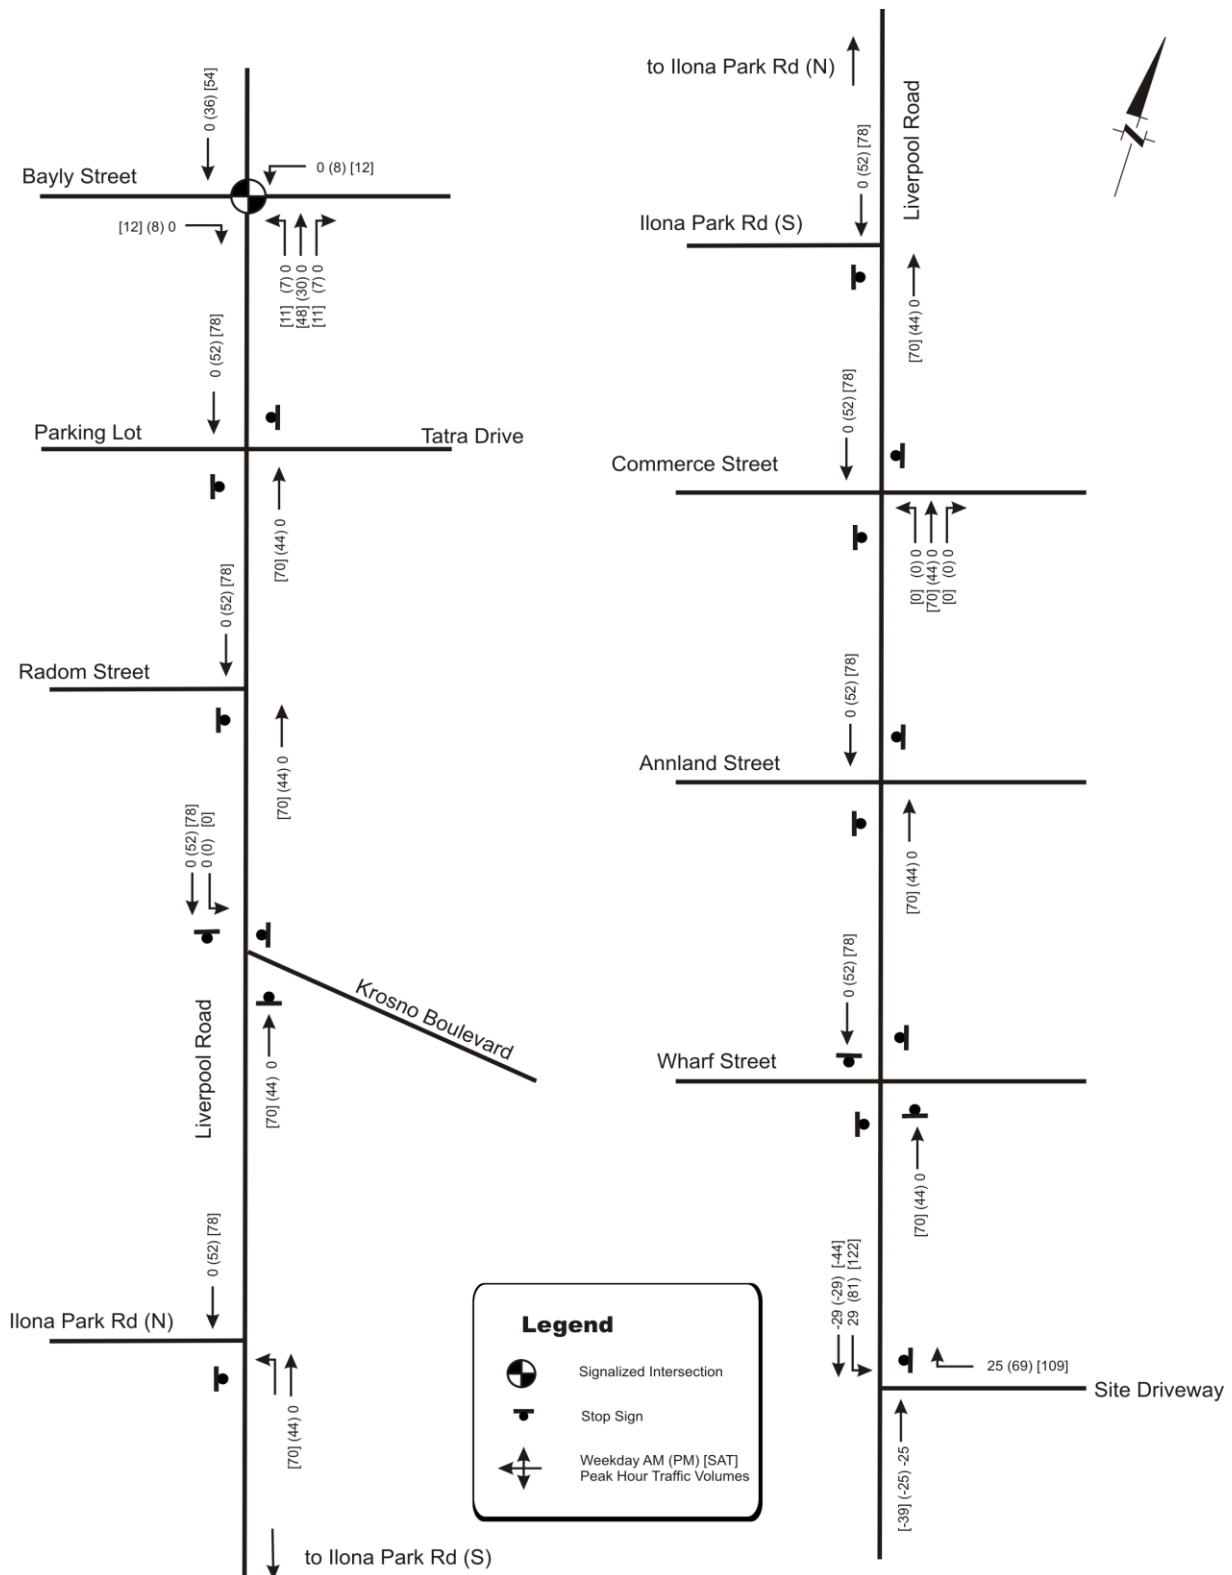 0 (36) [54]
0 (8) [12]
Bayly Street
[12] (8) 0
[11] (7) 0
[48] (30) 0
[11] (7) 0
0 (52) [78]
Parking Lot
Tatra Drive
[70] (44) 0
0 (52) [78]
Radom Street
[70] (44) 0
0 (52) [78]
0 (0) [0]
Krosno Boulevard
Liverpool Road
[70] (44) 0
0 (52) [78]
Ilona Park Rd (N)
[70] (44) 0
to Ilona Park Rd (S)
to Ilona Park Rd (N)
Liverpool Road
0 (52) [78]
Ilona Park Rd (S)
[70] (44) 0
0 (52) [78]
Commerce Street
[0] (0) 0
[70] (44) 0
[0] (0) 0
0 (52) [78]
Annland Street
[70] (44) 0
0 (52) [78]
Wharf Street
[70] (44) 0
-29 (-29) [-44]
29 (81) [122]
25 (69) [109]
Site Driveway
[-39] (-25) -25
N
Legend
Signalized Intersection
Stop Sign
Weekday AM (PM) [SAT]
Peak Hour Traffic Volumes